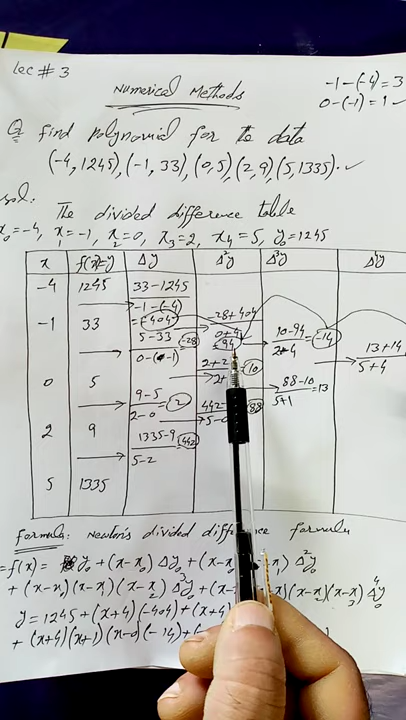 Lec # 3
Numerical Methods
-1-(-4)=3
0-(-1)=1✓
Q find polynomial for the data
(-4,1245),(-1,33)(0,5)(2,9)(5,1335).✓
sol:
The divided difference table
x₀=-4, x₁=-1, x₂=0, x₃=2, x₄=5, y₀=1245
x f(x)=y Δy Δ²y Δ³y Δ⁴y
-4 1245 33-1245
-1-(-4)
=-404 -28+404
-1 33 5-33 0+4 10-94 =-14
0-(-1) =-28 =94 2+4 13+14
5+4
2+2 =10
0 5 88-10 =13
5+1
9-5 =2 442- =88
2-0 5-0
2 9 1335-9 =442
5-2
5 1335
Formula: Newton's divided difference formula
=f(x)= y₀+(x-x₀)Δy₀+(x-x₀) Δ²y₀
+(x-x₀)(x-x₁)(x-x₂)Δ³y₀+(x-x₀) (x-x₂)(x-x₃)Δ⁴y₀
y=1245+(x+4)(-404)+(x+4)
+(x+4)(x+1)(x-0)(-14)+